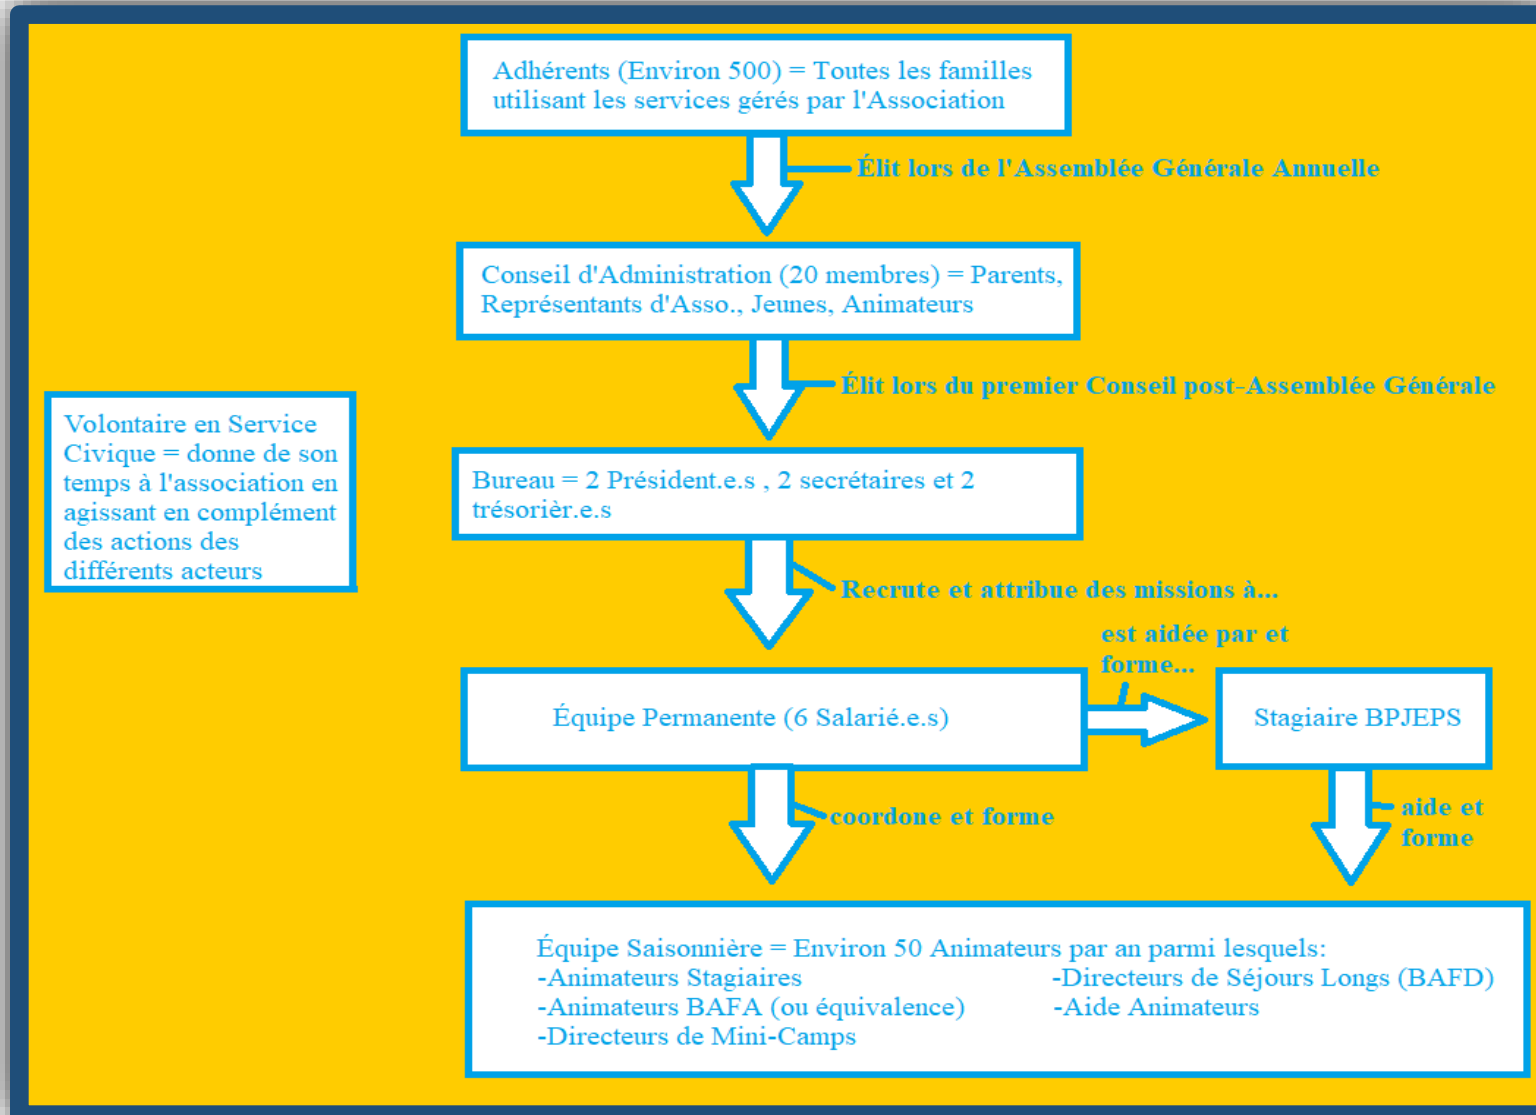 Adhérents (Environ 500) = Toutes les familles
utilisant les services gérés par l'Association
Élit lors de l'Assemblée Générale Annuelle
Conseil d'Administration (20 membres) = Parents,
Représentants d'Asso., Jeunes, Animateurs
Élit lors du premier Conseil post-Assemblée Générale
Volontaire en Service
Civique = donne de son
temps à l'association en
agissant en complément
des actions des
différents acteurs
Bureau = 2 Président.e.s , 2 secrétaires et 2
trésorièr.e.s
Recrute et attribue des missions à...
est aidée par et
forme...
Équipe Permanente (6 Salarié.e.s)
Stagiaire BPJEPS
coordone et forme
aide et
forme
Équipe Saisonnière = Environ 50 Animateurs par an parmi lesquels:
-Animateurs Stagiaires
-Animateurs BAFA (ou équivalence)
-Directeurs de Mini-Camps
-Directeurs de Séjours Longs (BAFD)
-Aide Animateurs